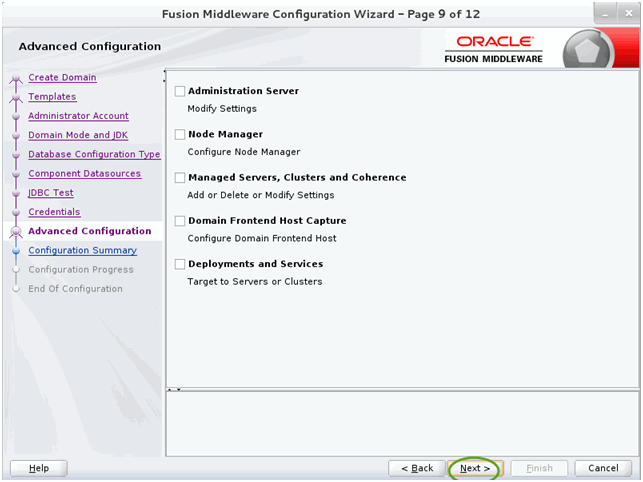 Fusion Middleware Configuration Wizard – Page 9 of 12
Advanced Configuration
ORACLE
FUSION MIDDLEWARE
Create Domain
Templates
Administrator Account
Domain Mode and JDK
Database Configuration Type
Component Datasources
JDBC Test
Credentials
Advanced Configuration
Configuration Summary
Configuration Progress
End Of Configuration
Administration Server
Modify Settings
Node Manager
Configure Node Manager
Managed Servers, Clusters and Coherence
Add or Delete or Modify Settings
Domain Frontend Host Capture
Configure Domain Frontend Host
Deployments and Services
Target to Servers or Clusters
Help
< Back
Next >
Finish
Cancel